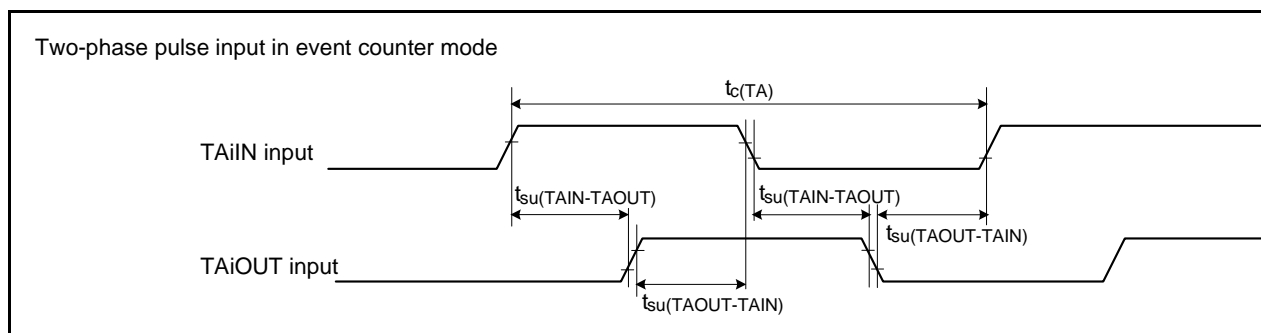 Two-phase pulse input in event counter mode
tc(TA)
TAiIN input
tsu(TAIN-TAOUT)
tsu(TAIN-TAOUT)
tsu(TAOUT-TAIN)
TAiOUT input
tsu(TAOUT-TAIN)